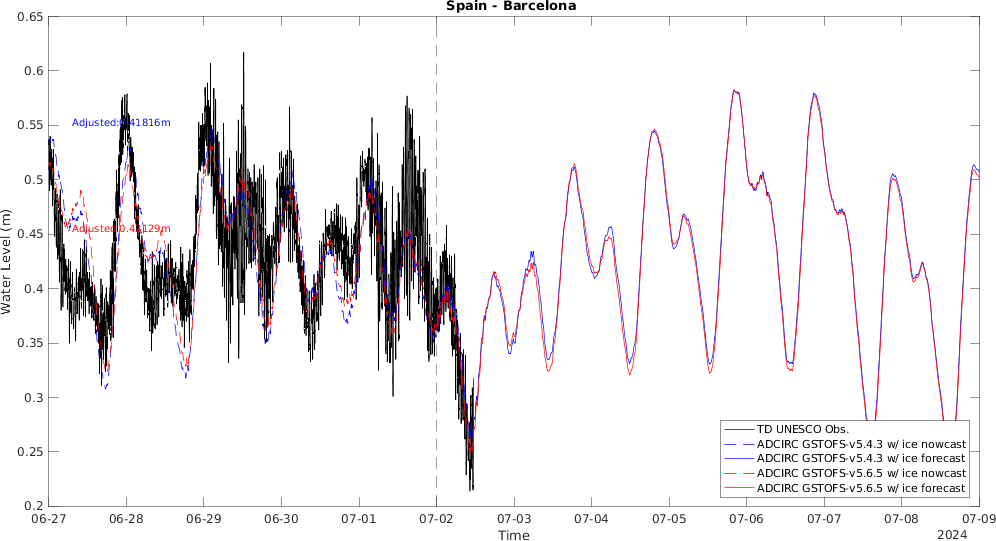 Spain - Barcelona
Water Level (m)
0.65
0.6
0.55
0.5
0.45
0.4
0.35
0.3
0.25
0.2
Adjusted:0.41816m
TD UNESCO Obs.
ADCIRC GSTOFS-v5.4.3 w/ ice nowcast
ADCIRC GSTOFS-v5.4.3 w/ ice forecast
ADCIRC GSTOFS-v5.6.5 w/ ice nowcast
ADCIRC GSTOFS-v5.6.5 w/ ice forecast
06-27 06-28 06-29 06-30 07-01 07-02 07-03 07-04 07-05 07-06 07-07 07-08 07-09
Time
2024